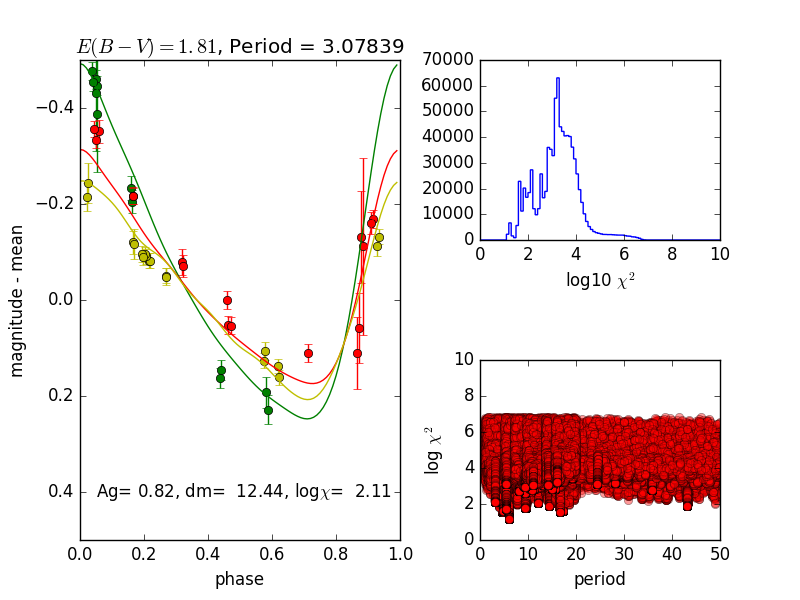 E(B − V) = 1.81, Period = 3.07839
−0.4
−0.2
0.0
0.2
0.4
magnitude - mean
0.0 0.2 0.4 0.6 0.8 1.0
phase
Ag= 0.82, dm= 12.44, logχ= 2.11
70000
60000
50000
40000
30000
20000
10000
0
0 2 4 6 8 10
log10 χ²
10
8
6
4
2
0
log χ²
0 10 20 30 40 50
period